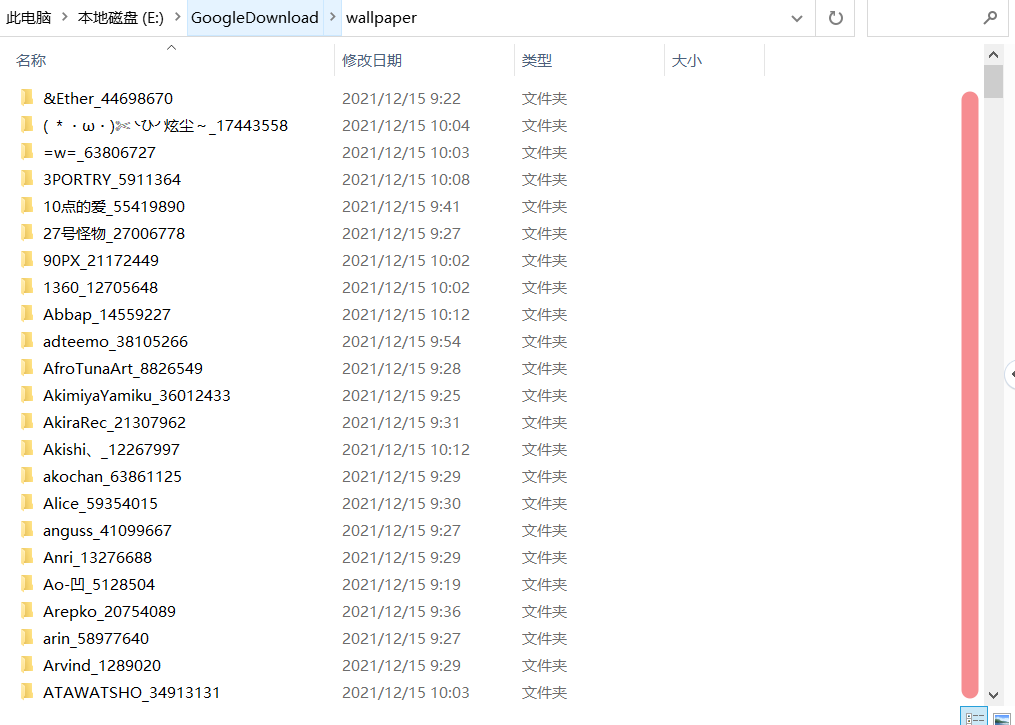 此电脑 > 本地磁盘 (E:) > GoogleDownload > wallpaper
名称 修改日期 类型 大小
&Ether_44698670 2021/12/15 9:22 文件夹
( *・ω・)✄╰ひ╯炫尘～_17443558 2021/12/15 10:04 文件夹
=w=_63806727 2021/12/15 10:03 文件夹
3PORTRY_5911364 2021/12/15 10:08 文件夹
10点的爱_55419890 2021/12/15 9:41 文件夹
27号怪物_27006778 2021/12/15 9:27 文件夹
90PX_21172449 2021/12/15 10:02 文件夹
1360_12705648 2021/12/15 10:02 文件夹
Abbap_14559227 2021/12/15 10:12 文件夹
adteemo_38105266 2021/12/15 9:54 文件夹
AfroTunaArt_8826549 2021/12/15 9:28 文件夹
AkimiyaYamiku_36012433 2021/12/15 9:25 文件夹
AkiraRec_21307962 2021/12/15 9:31 文件夹
Akishi、_12267997 2021/12/15 10:12 文件夹
akochan_63861125 2021/12/15 9:29 文件夹
Alice_59354015 2021/12/15 9:30 文件夹
anguss_41099667 2021/12/15 9:27 文件夹
Anri_13276688 2021/12/15 9:29 文件夹
Ao-凹_5128504 2021/12/15 9:19 文件夹
Arepko_20754089 2021/12/15 9:36 文件夹
arin_58977640 2021/12/15 9:27 文件夹
Arvind_1289020 2021/12/15 9:29 文件夹
ATAWATSHO_34913131 2021/12/15 10:03 文件夹